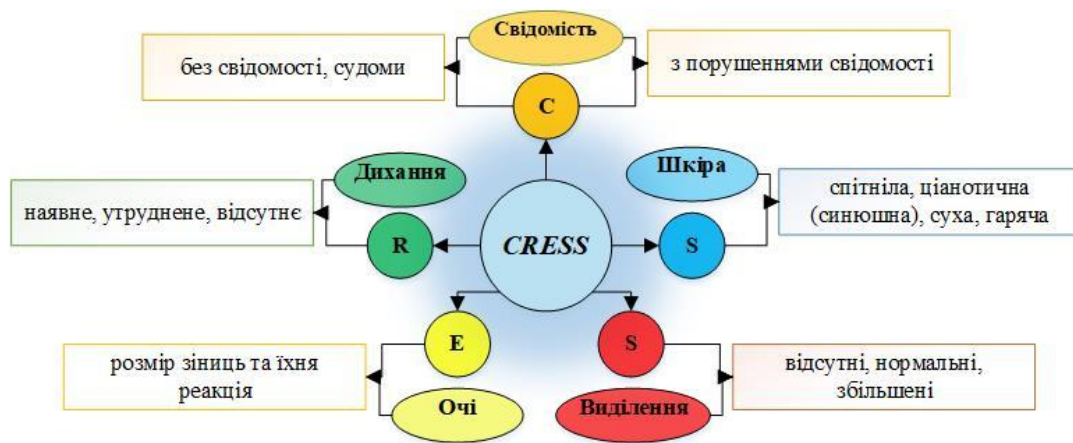 Свідомість
без свідомості, судоми
з порушеннями свідомості
C
Дихання
Шкіра
наявне, утруднене, відсутнє
спітніла, ціанотична
(синюшна), суха, гаряча
R
CRESS
S
E
S
розмір зіниць та їхня
реакція
відсутні, нормальні,
збільшені
Очі
Виділення